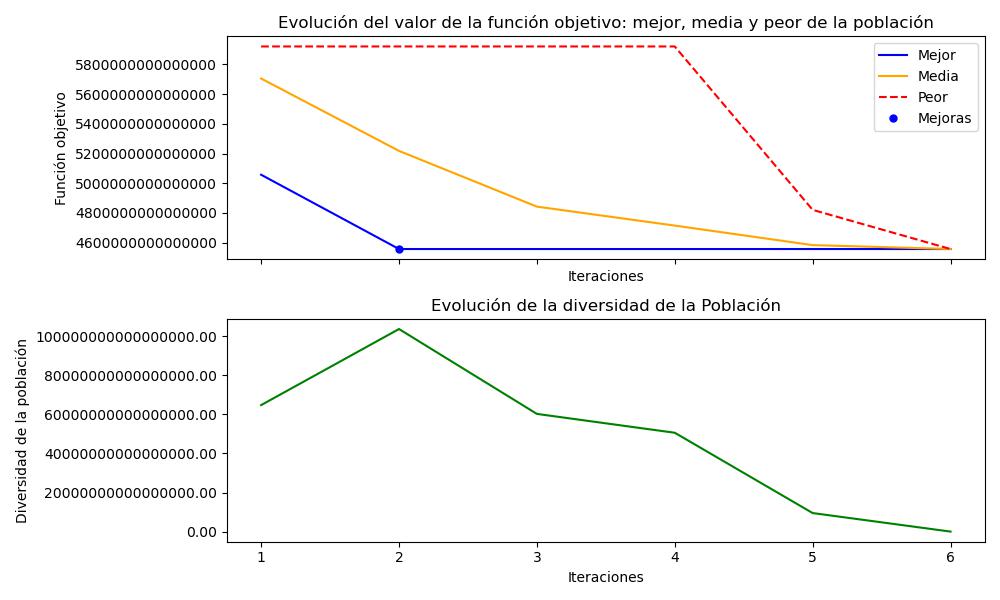 Evolución del valor de la función objetivo: mejor, media y peor de la población
Función objetivo
5800000000000000
5600000000000000
5400000000000000
5200000000000000
5000000000000000
4800000000000000
4600000000000000
Mejor
Media
Peor
Mejoras
Iteraciones
Evolución de la diversidad de la Población
Diversidad de la población
100000000000000000.00
80000000000000000.00
60000000000000000.00
40000000000000000.00
20000000000000000.00
0.00
1 2 3 4 5 6
Iteraciones